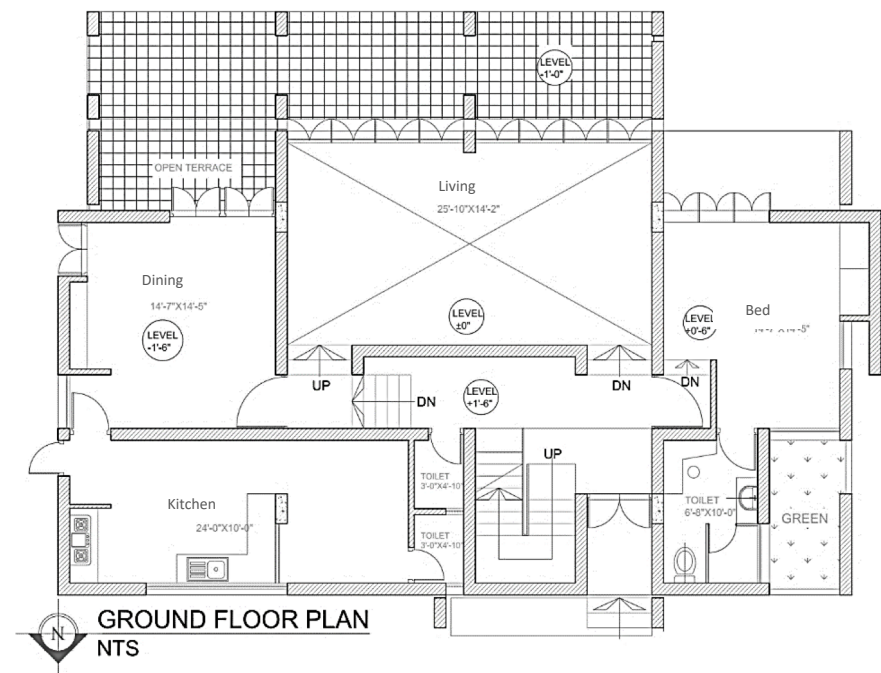 LEVEL
-1'-0"
OPEN TERRACE
Living
25'-10"X14'-2"
Dining
14'-7"X14'-5"
LEVEL
-1'-6"
LEVEL
±0"
Bed
LEVEL
+0'-6"
UP
DN
DN
DN
LEVEL
+1'-6"
UP
TOILET
3'-0"X4'-10"
Kitchen
24'-0"X10'-0"
TOILET
3'-0"X4'-10"
TOILET
6'-8"X10'-0"
GREEN
N
GROUND FLOOR PLAN
NTS